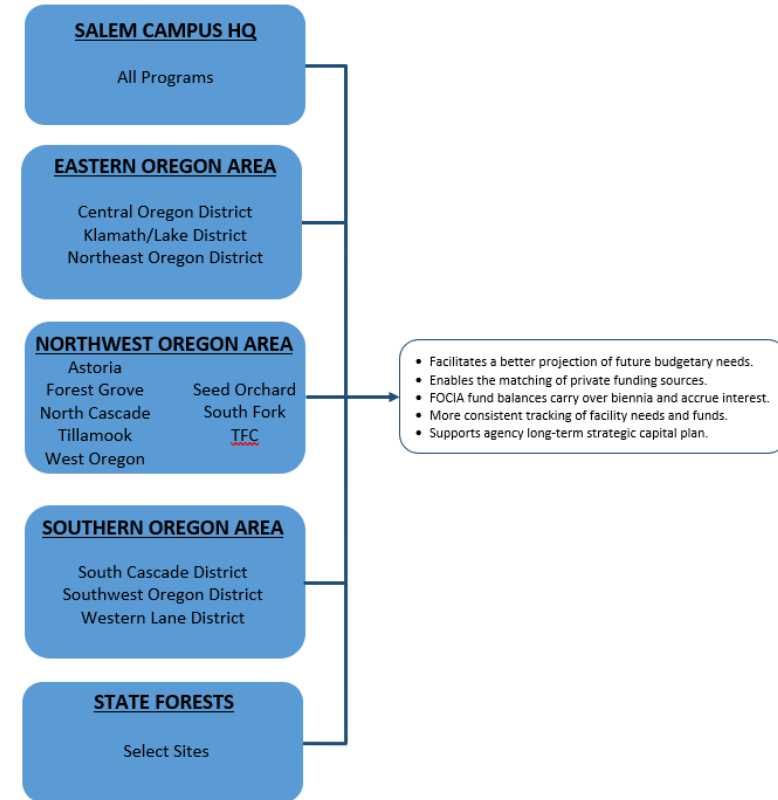 SALEM CAMPUS HQ
All Programs
EASTERN OREGON AREA
Central Oregon District
Klamath/Lake District
Northeast Oregon District
NORTHWEST OREGON AREA
Astoria
Forest Grove
North Cascade
Tillamook
West Oregon
Seed Orchard
South Fork
TFC
SOUTHERN OREGON AREA
South Cascade District
Southwest Oregon District
Western Lane District
STATE FORESTS
Select Sites
• Facilitates a better projection of future budgetary needs.
• Enables the matching of private funding sources.
• FOCIA fund balances carry over biennia and accrue interest.
• More consistent tracking of facility needs and funds.
• Supports agency long-term strategic capital plan.